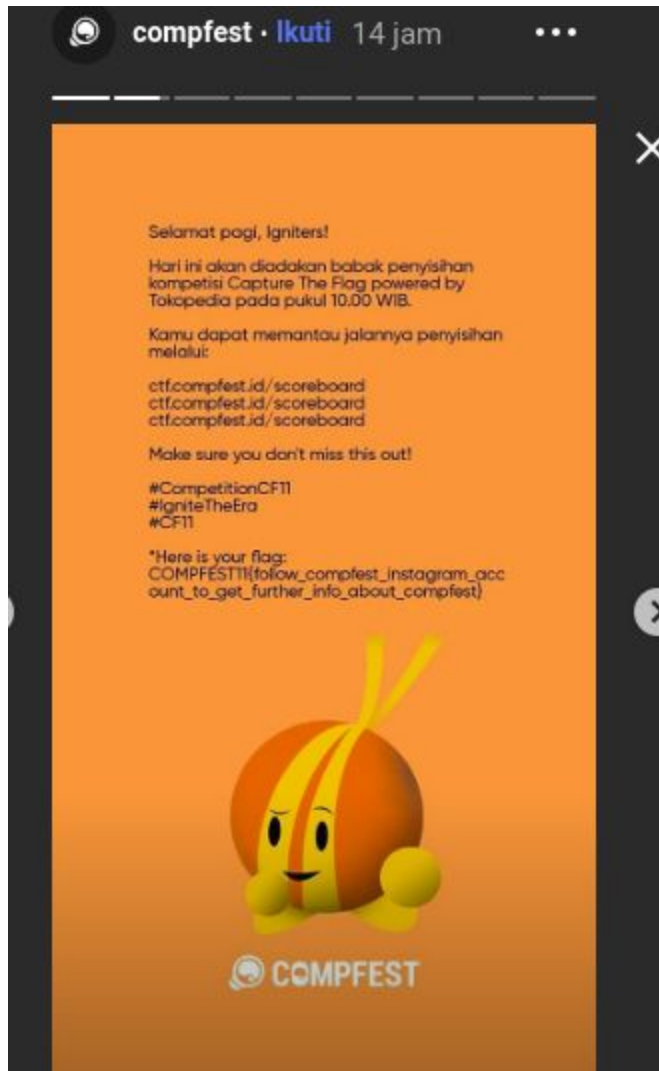 compfest · Ikuti 14 jam
Selamat pagi, Igniters!
Hari ini akan diadakan babak penyisihan
kompetisi Capture The Flag powered by
Tokopedia pada pukul 10.00 WIB.
Kamu dapat memantau jalannya penyisihan
melalui:
ctf.compfest.id/scoreboard
ctf.compfest.id/scoreboard
ctf.compfest.id/scoreboard
Make sure you don't miss this out!
#CompetitionCF11
#IgniteTheEra
#CF11
*Here is your flag:
COMPFEST11{follow_compfest_instagram_acc
ount_to_get_further_info_about_compfest}
COMPFEST